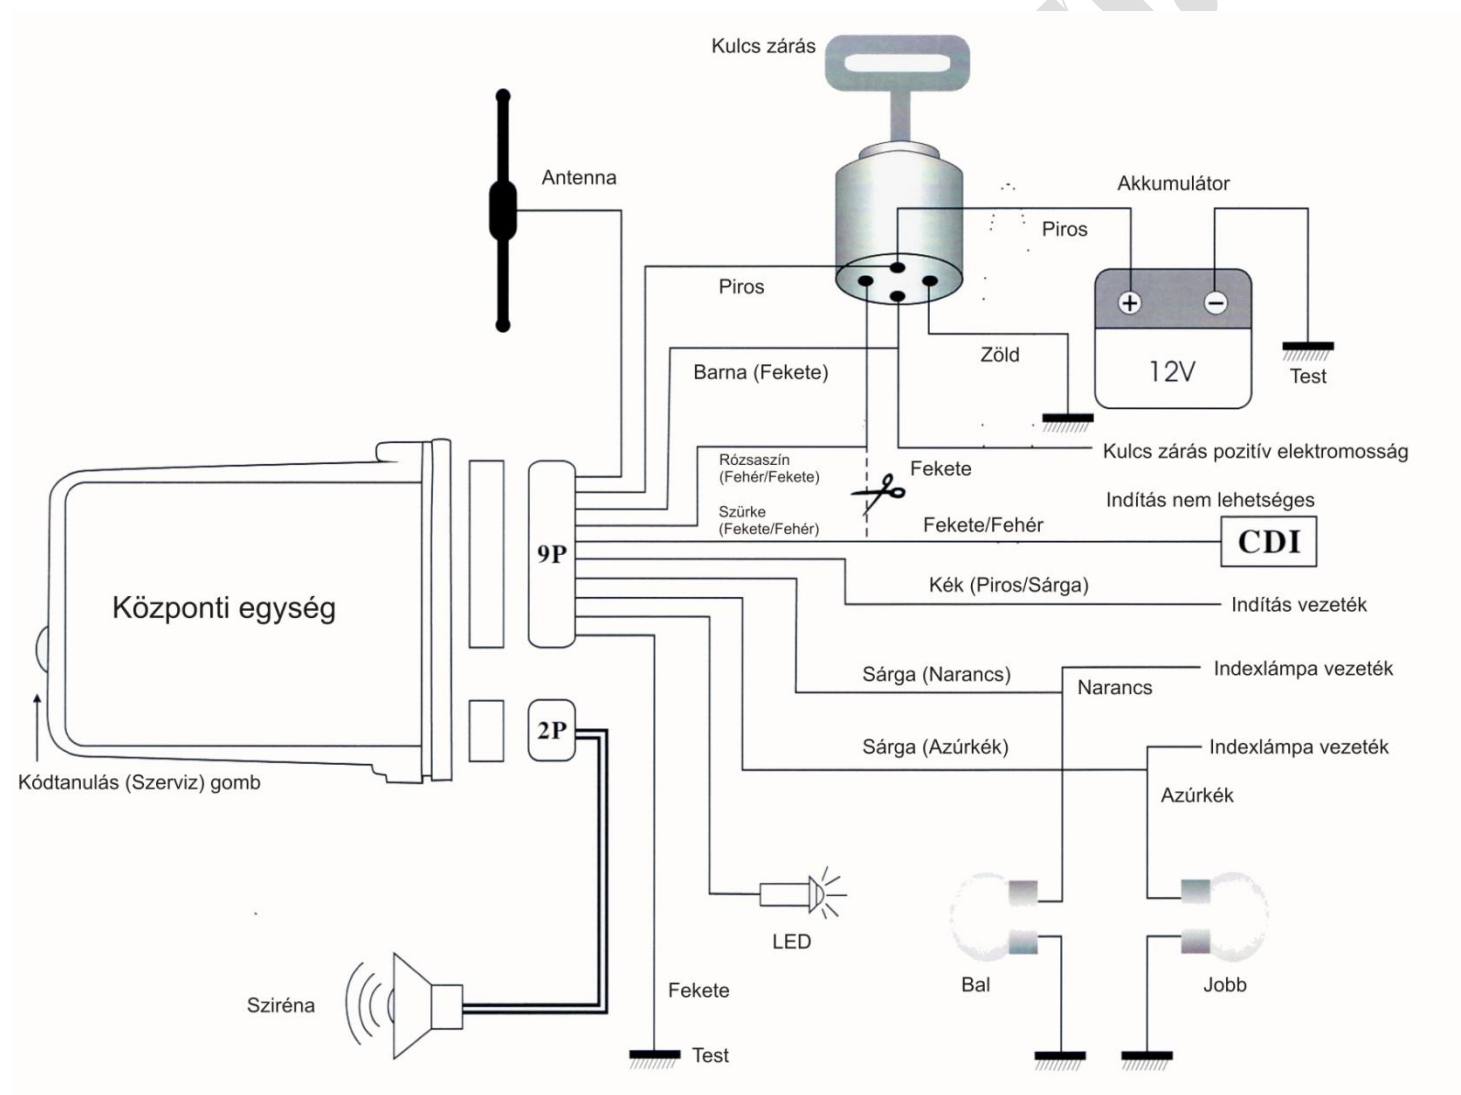 Kulcs zárás
Antenna
Akkumulátor
Piros
Piros
+
−
12V
Zöld
Test
Barna (Fekete)
Kulcs zárás pozitív elektromosság
Rózsaszín
(Fehér/Fekete)
Fekete
Indítás nem lehetséges
Szürke
(Fekete/Fehér)
Fekete/Fehér
CDI
9P
Kék (Piros/Sárga)
Indítás vezeték
Központi egység
Sárga (Narancs)
Narancs
Indexlámpa vezeték
2P
Sárga (Azúrkék)
Indexlámpa vezeték
Kódtanulás (Szerviz) gomb
Azúrkék
LED
Bal
Jobb
Sziréna
Fekete
Test